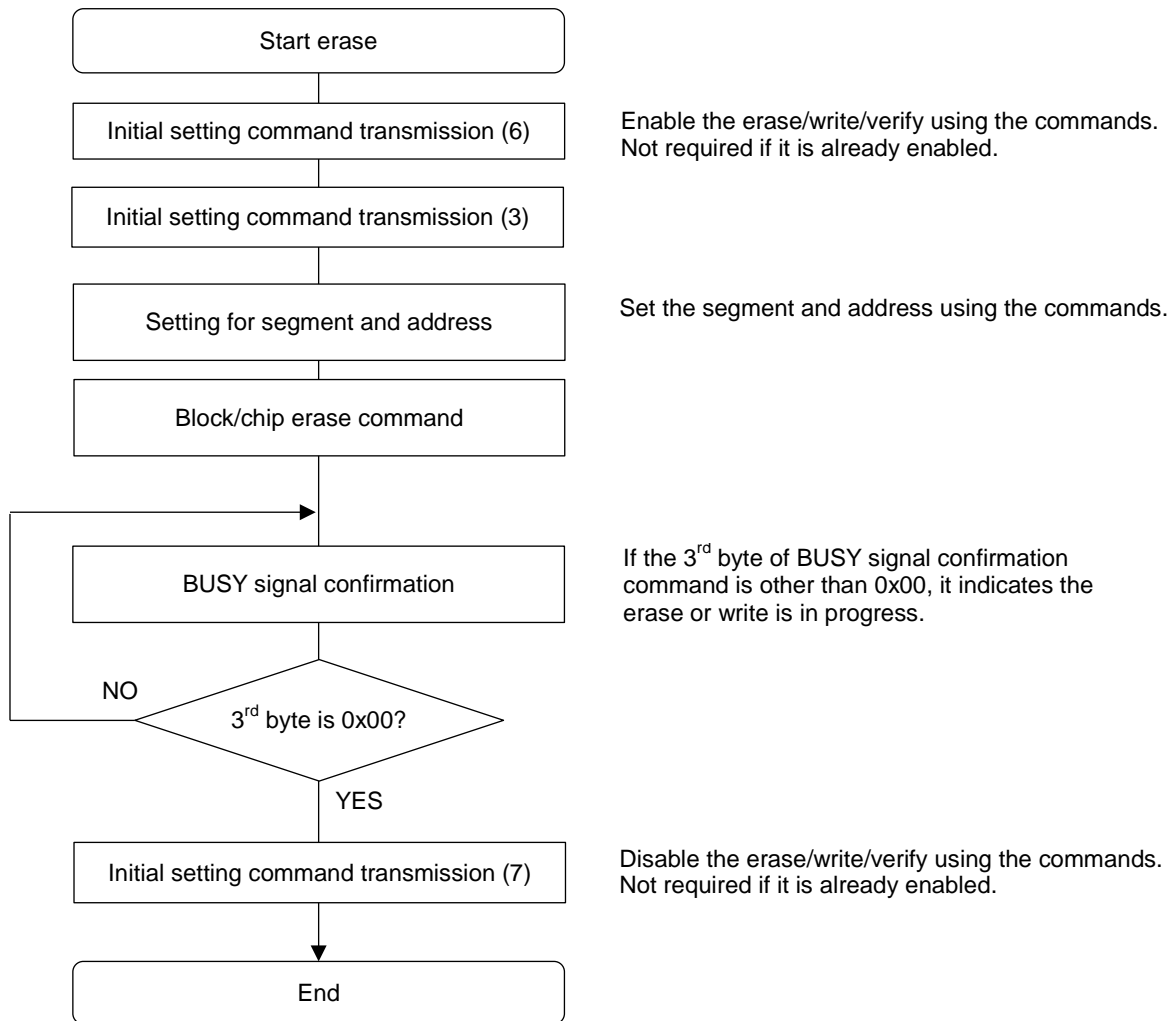 Start erase
Initial setting command transmission (6)
Enable the erase/write/verify using the commands.
Not required if it is already enabled.
Initial setting command transmission (3)
Setting for segment and address
Set the segment and address using the commands.
Block/chip erase command
BUSY signal confirmation
If the 3rd byte of BUSY signal confirmation
command is other than 0x00, it indicates the
erase or write is in progress.
NO
3rd byte is 0x00?
YES
Initial setting command transmission (7)
Disable the erase/write/verify using the commands.
Not required if it is already enabled.
End